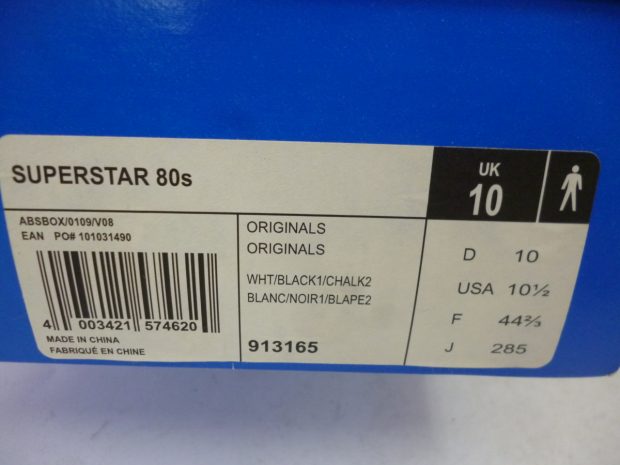 SUPERSTAR 80s
UK
10
ABSBOX/0109/V08
EAN PO# 101031490
4 003421 574620
MADE IN CHINA
FABRIQUÉ EN CHINE
ORIGINALS
ORIGINALS
WHT/BLACK1/CHALK2
BLANC/NOIR1/BLAPE2
913165
D 10
USA 10½
F 44⅔
J 285